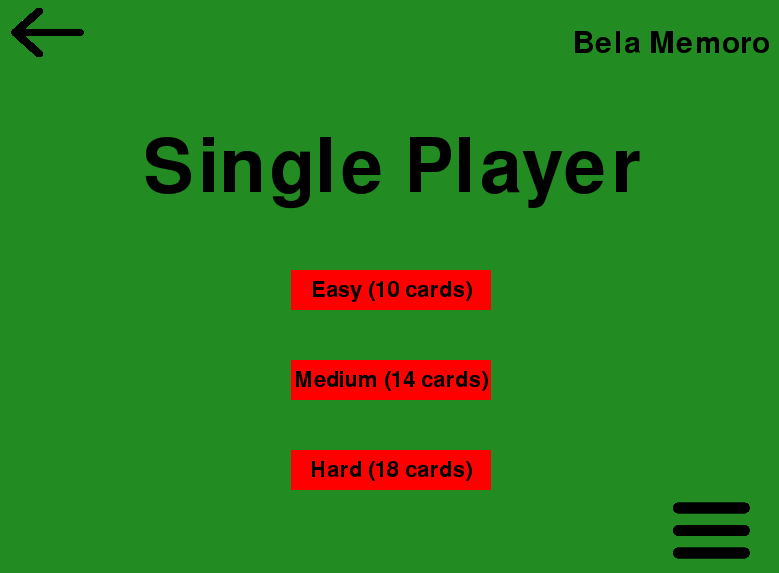 Bela Memoro
Single Player
Easy (10 cards)
Medium (14 cards)
Hard (18 cards)